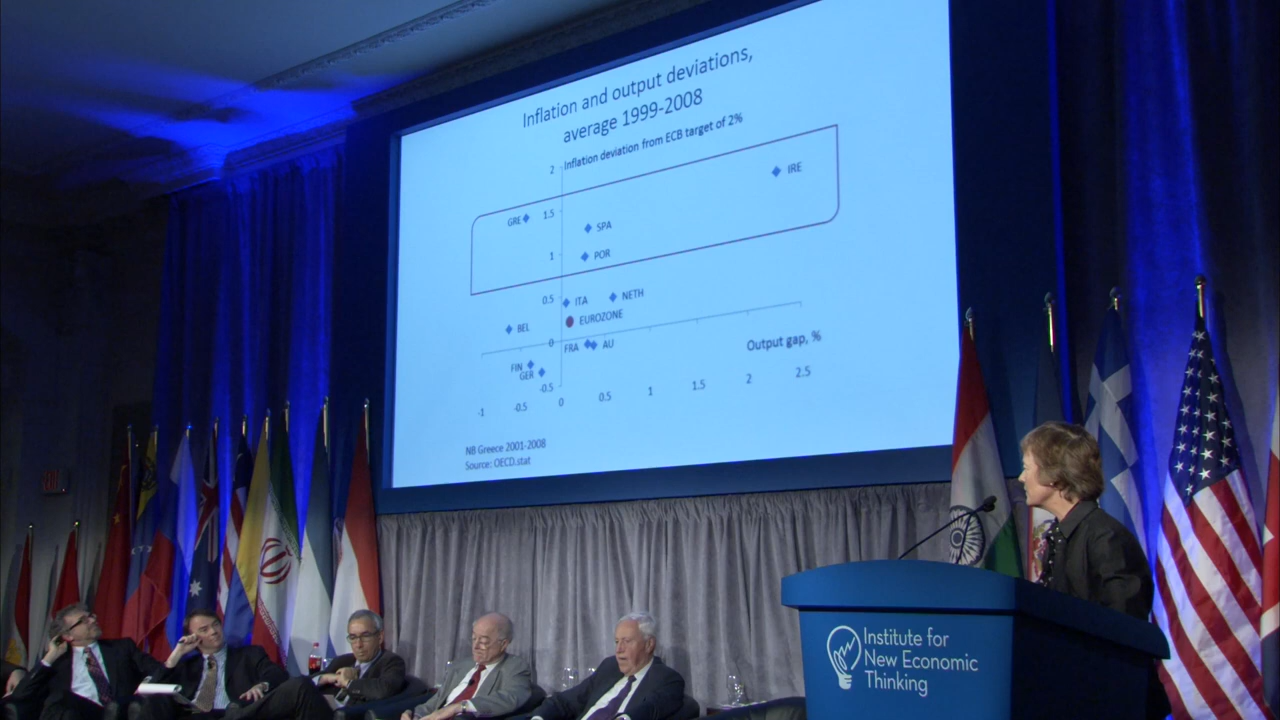 Inflation and output deviations,
average 1999-2008
Inflation deviation from ECB target of 2%
2
IRE
GRE
1.5
SPA
1
POR
0.5
ITA
NETH
EUROZONE
BEL
0
FRA
AU
Output gap, %
FIN
GER
-0.5
-1
-0.5
0
0.5
1
1.5
2
2.5
NB Greece 2001-2008
Source: OECD.stat
Institute for
New Economic
Thinking